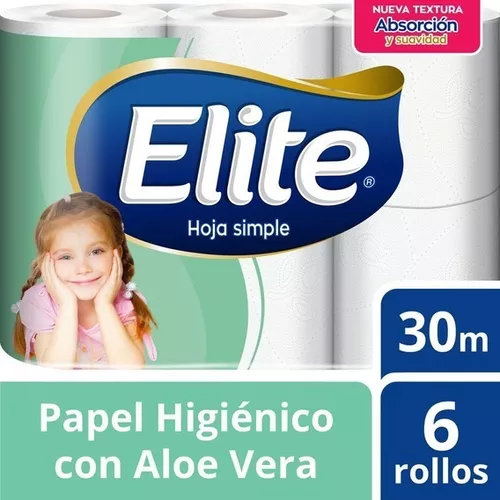 NUEVA TEXTURA
Absorción
y suavidad
Elite®
Hoja simple
30m
Papel Higiénico
con Aloe Vera
6
rollos